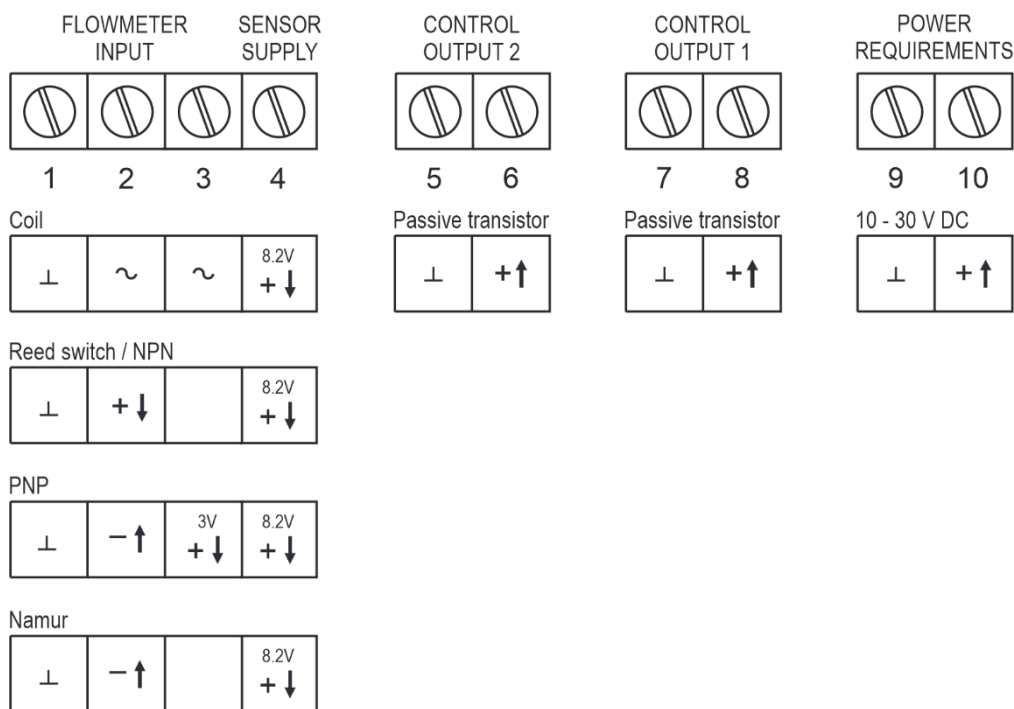 FLOWMETER INPUT
SENSOR SUPPLY
CONTROL OUTPUT 2
CONTROL OUTPUT 1
POWER REQUIREMENTS
1 2 3 4 5 6 7 8 9 10
Coil
⊥ ~ ~ 8.2V + ↓
Passive transistor
⊥ + ↑
Passive transistor
⊥ + ↑
10 - 30 V DC
⊥ + ↑
Reed switch / NPN
⊥ + ↓ 8.2V + ↓
PNP
⊥ − ↑ 3V + ↓ 8.2V + ↓
Namur
⊥ − ↑ 8.2V + ↓